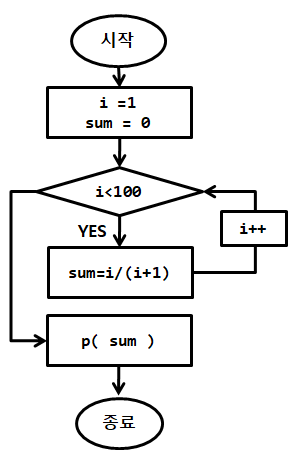 시작
i =1
sum = 0
i<100
YES
i++
sum=i/(i+1)
p( sum )
종료